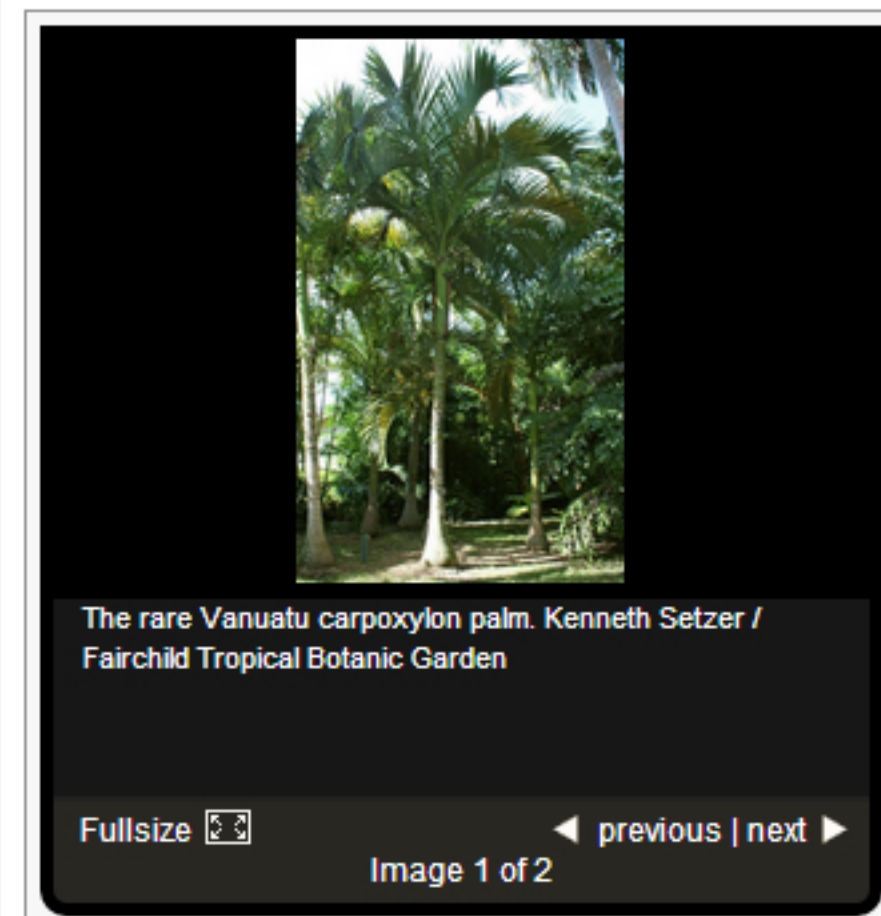 The rare Vanuatu carpoxylon palm. Kenneth Setzer /
Fairchild Tropical Botanic Garden
Fullsize
previous | next
Image 1 of 2